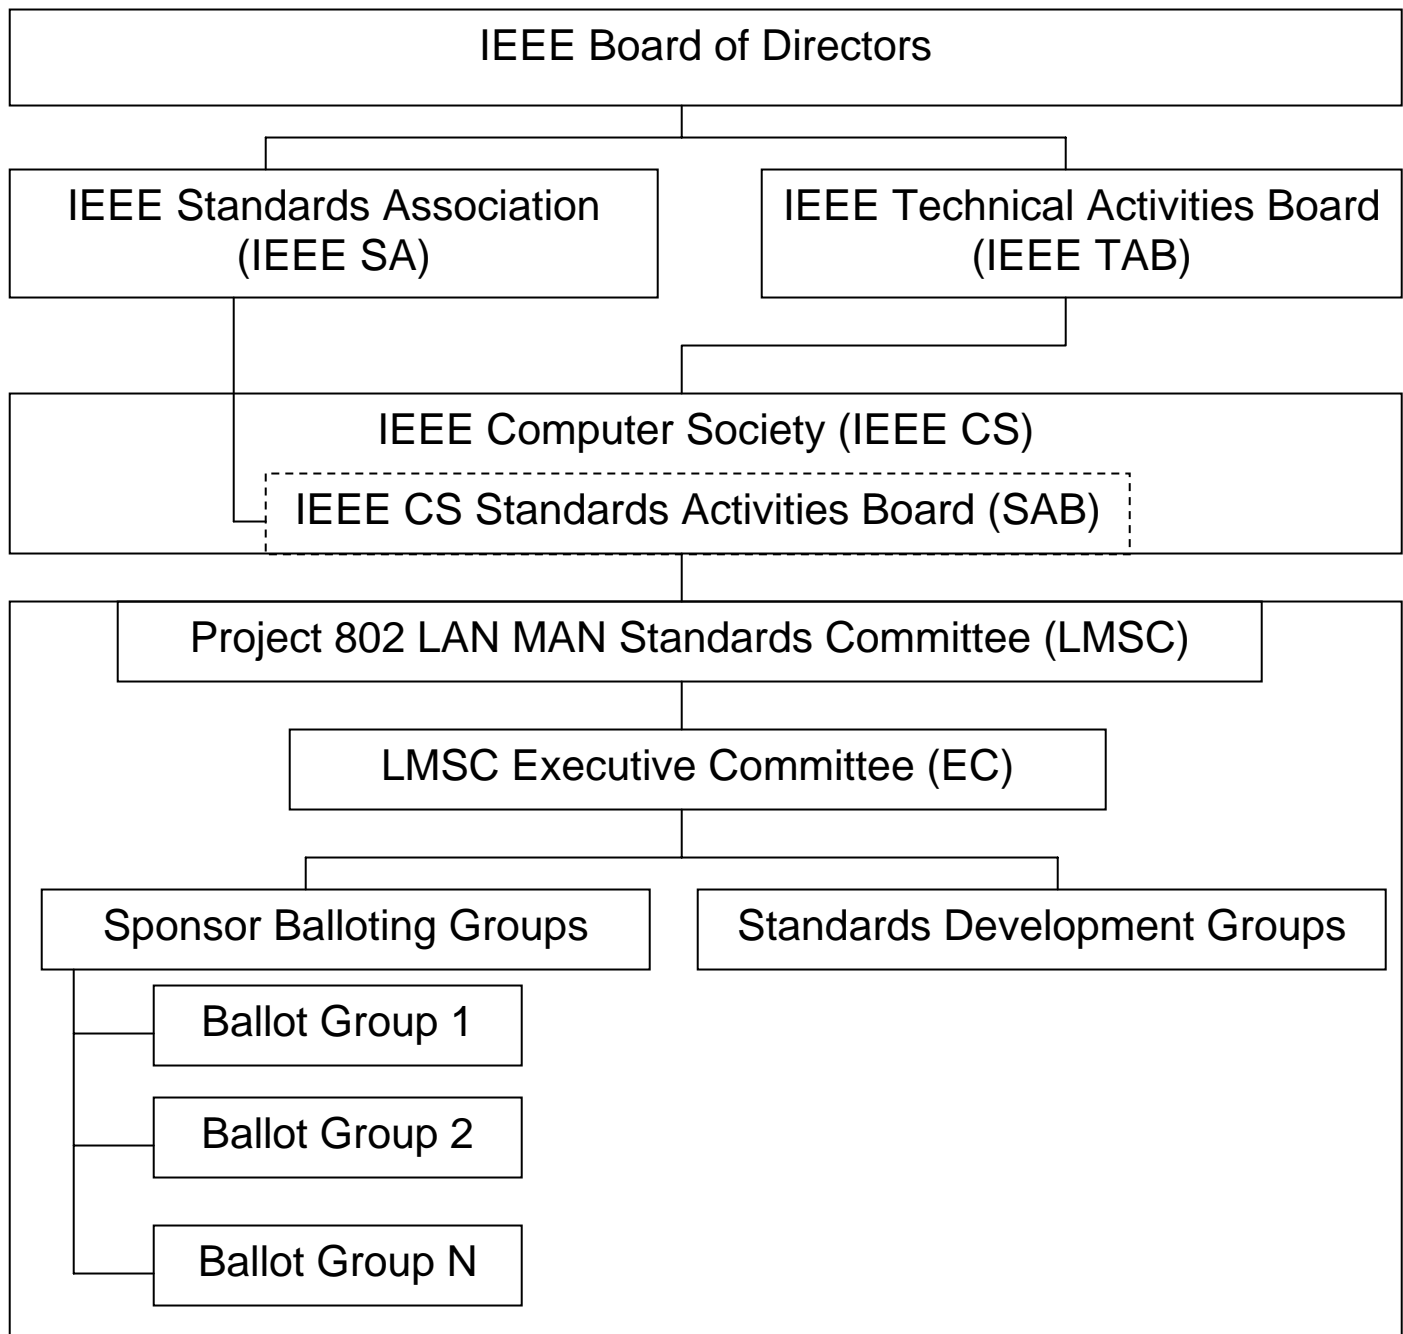 IEEE Board of Directors
IEEE Standards Association
(IEEE SA)
IEEE Technical Activities Board
(IEEE TAB)
IEEE Computer Society (IEEE CS)
IEEE CS Standards Activities Board (SAB)
Project 802 LAN MAN Standards Committee (LMSC)
LMSC Executive Committee (EC)
Sponsor Balloting Groups
Standards Development Groups
Ballot Group 1
Ballot Group 2
Ballot Group N